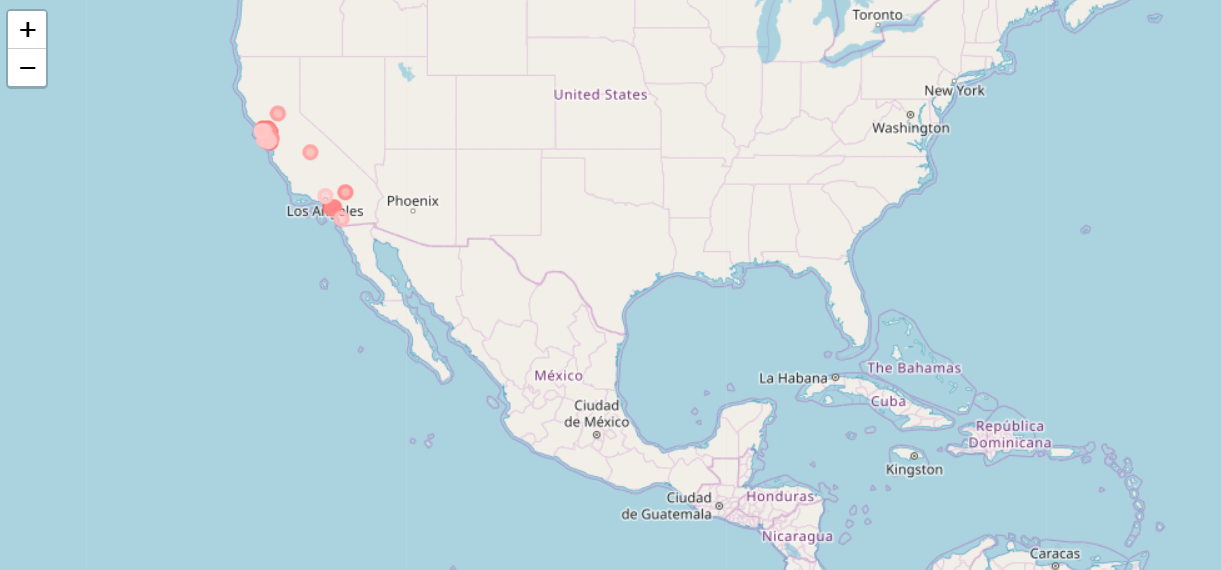 +
−
Toronto
United States
New York
Washington
Phoenix
Los Angeles
México
La Habana
The Bahamas
Cuba
Ciudad
de México
República
Dominicana
Kingston
Ciudad
de Guatemala
Honduras
Nicaragua
Caracas